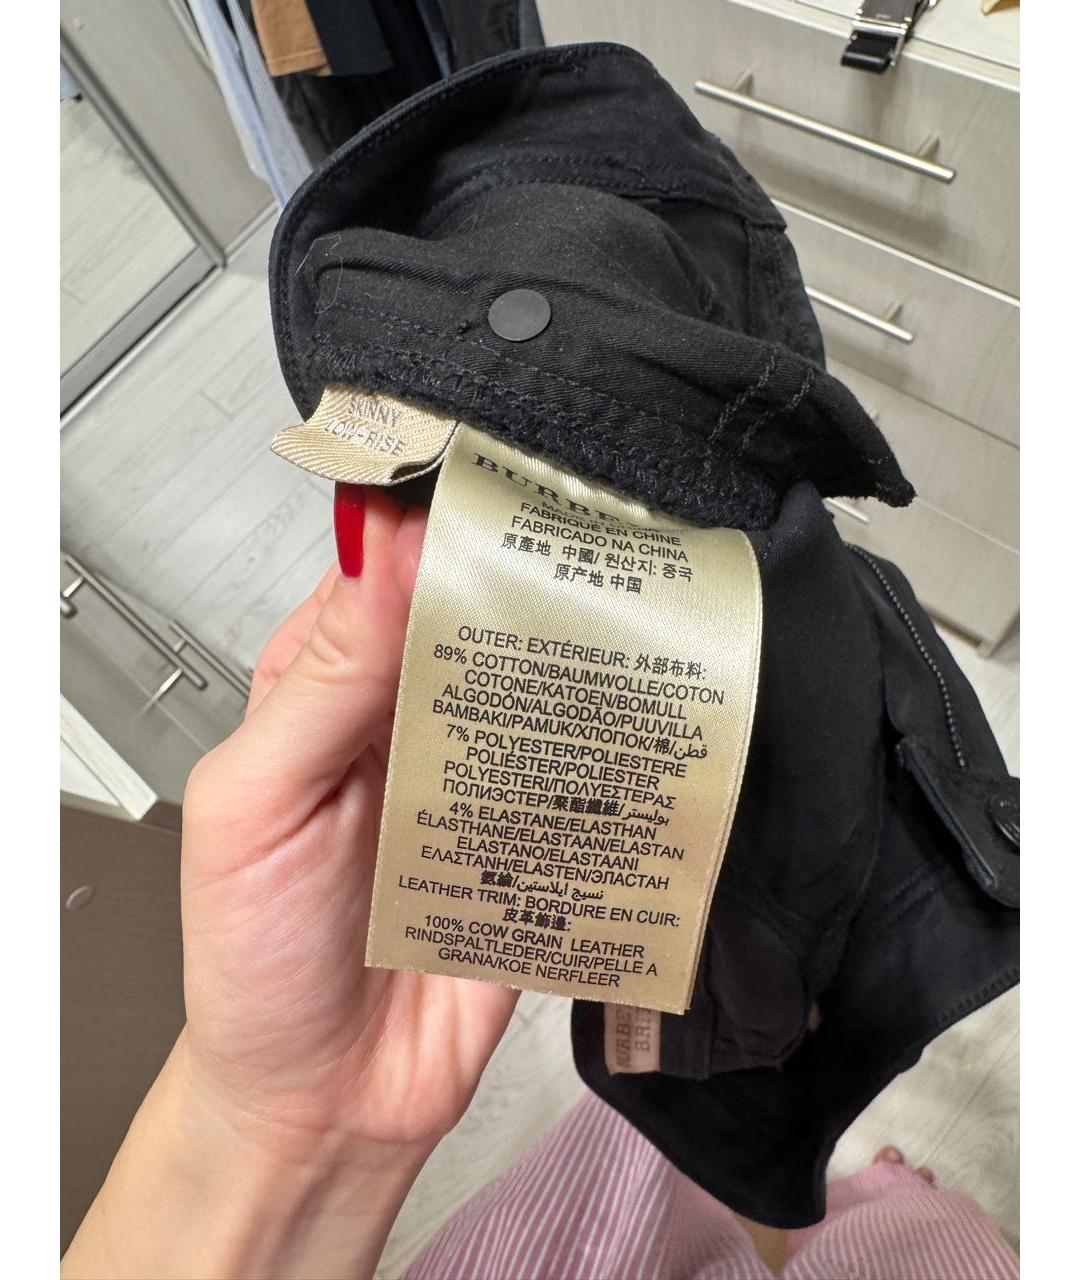 SKINNY
LOW-RISE
BURBE
FABRIQUE EN CHINE
FABRICADO NA CHINA
原產地 中國/ 원산지: 중국
原产地 中国
OUTER: EXTÉRIEUR: 外部布料:
89% COTTON/BAUMWOLLE/COTON
COTONE/KATOEN/BOMULL
ALGODÓN/ALGODÃO/PUUVILLA
BAMBAKI/PAMUK/ХЛОПОК/棉/قطن
7% POLYESTER/POLIESTERE
POLIÉSTER/POLIESTER
POLYESTERI/ΠΟΛΥΕΣΤΕΡΑΣ
ПОЛИЭСТЕР/聚酯纖維/بوليستر
4% ELASTANE/ELASTHAN
ÉLASTHANE/ELASTAAN/ELASTAN
ELASTANO/ELASTAANI
ΕΛΑΣΤΑΝΗ/ELASTEN/ЭЛАСТАН
氨綸/نسيج ايلاستين
LEATHER TRIM: BORDURE EN CUIR:
皮革飾邊:
100% COW GRAIN LEATHER
RINDSPALTLEDER/CUIR/PELLE A
GRANA/KOE NERFLEER
BURBE
BRI